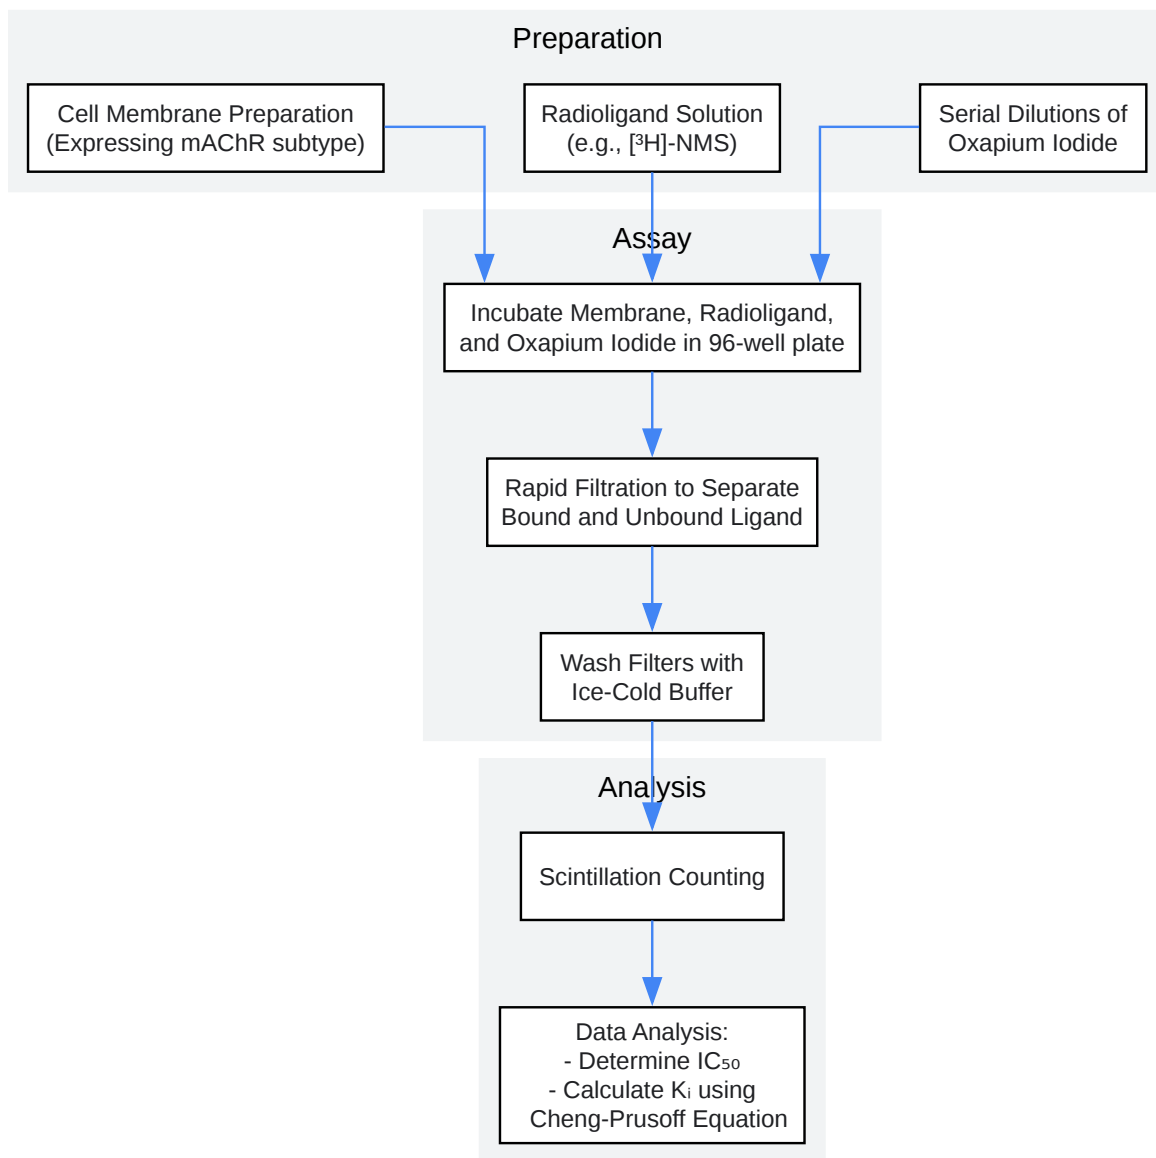 Preparation
Cell Membrane Preparation
(Expressing mAChR subtype)
Radioligand Solution
(e.g., [³H]-NMS)
Serial Dilutions of
Oxapium Iodide
Assay
Incubate Membrane, Radioligand,
and Oxapium Iodide in 96-well plate
Rapid Filtration to Separate
Bound and Unbound Ligand
Wash Filters with
Ice-Cold Buffer
Analysis
Scintillation Counting
Data Analysis:
- Determine IC₅₀
- Calculate Kᵢ using
Cheng-Prusoff Equation